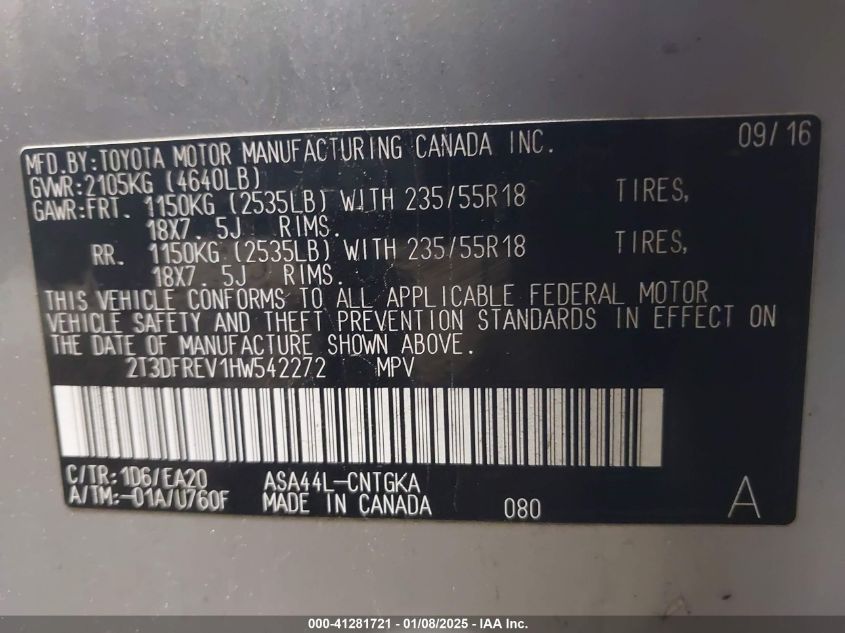 MFD.BY:TOYOTA MOTOR MANUFACTURING CANADA INC. 09/16
GVWR:2105KG (4640LB)
GAWR:FRT. 1150KG (2535LB) WITH 235/55R18 TIRES,
18X7. 5J RIMS.
RR. 1150KG (2535LB) WITH 235/55R18 TIRES,
18X7. 5J RIMS.
THIS VEHICLE CONFORMS TO ALL APPLICABLE FEDERAL MOTOR
VEHICLE SAFETY AND THEFT PREVENTION STANDARDS IN EFFECT ON
THE DATE OF MANUFACTURE SHOWN ABOVE.
2T3DFREV1HW542272 MPV
C/TR:1D6/EA20 ASA44L-CNTGKA
A/TM:-01A/U760F MADE IN CANADA 080 A
000-41281721 - 01/08/2025 - IAA Inc.